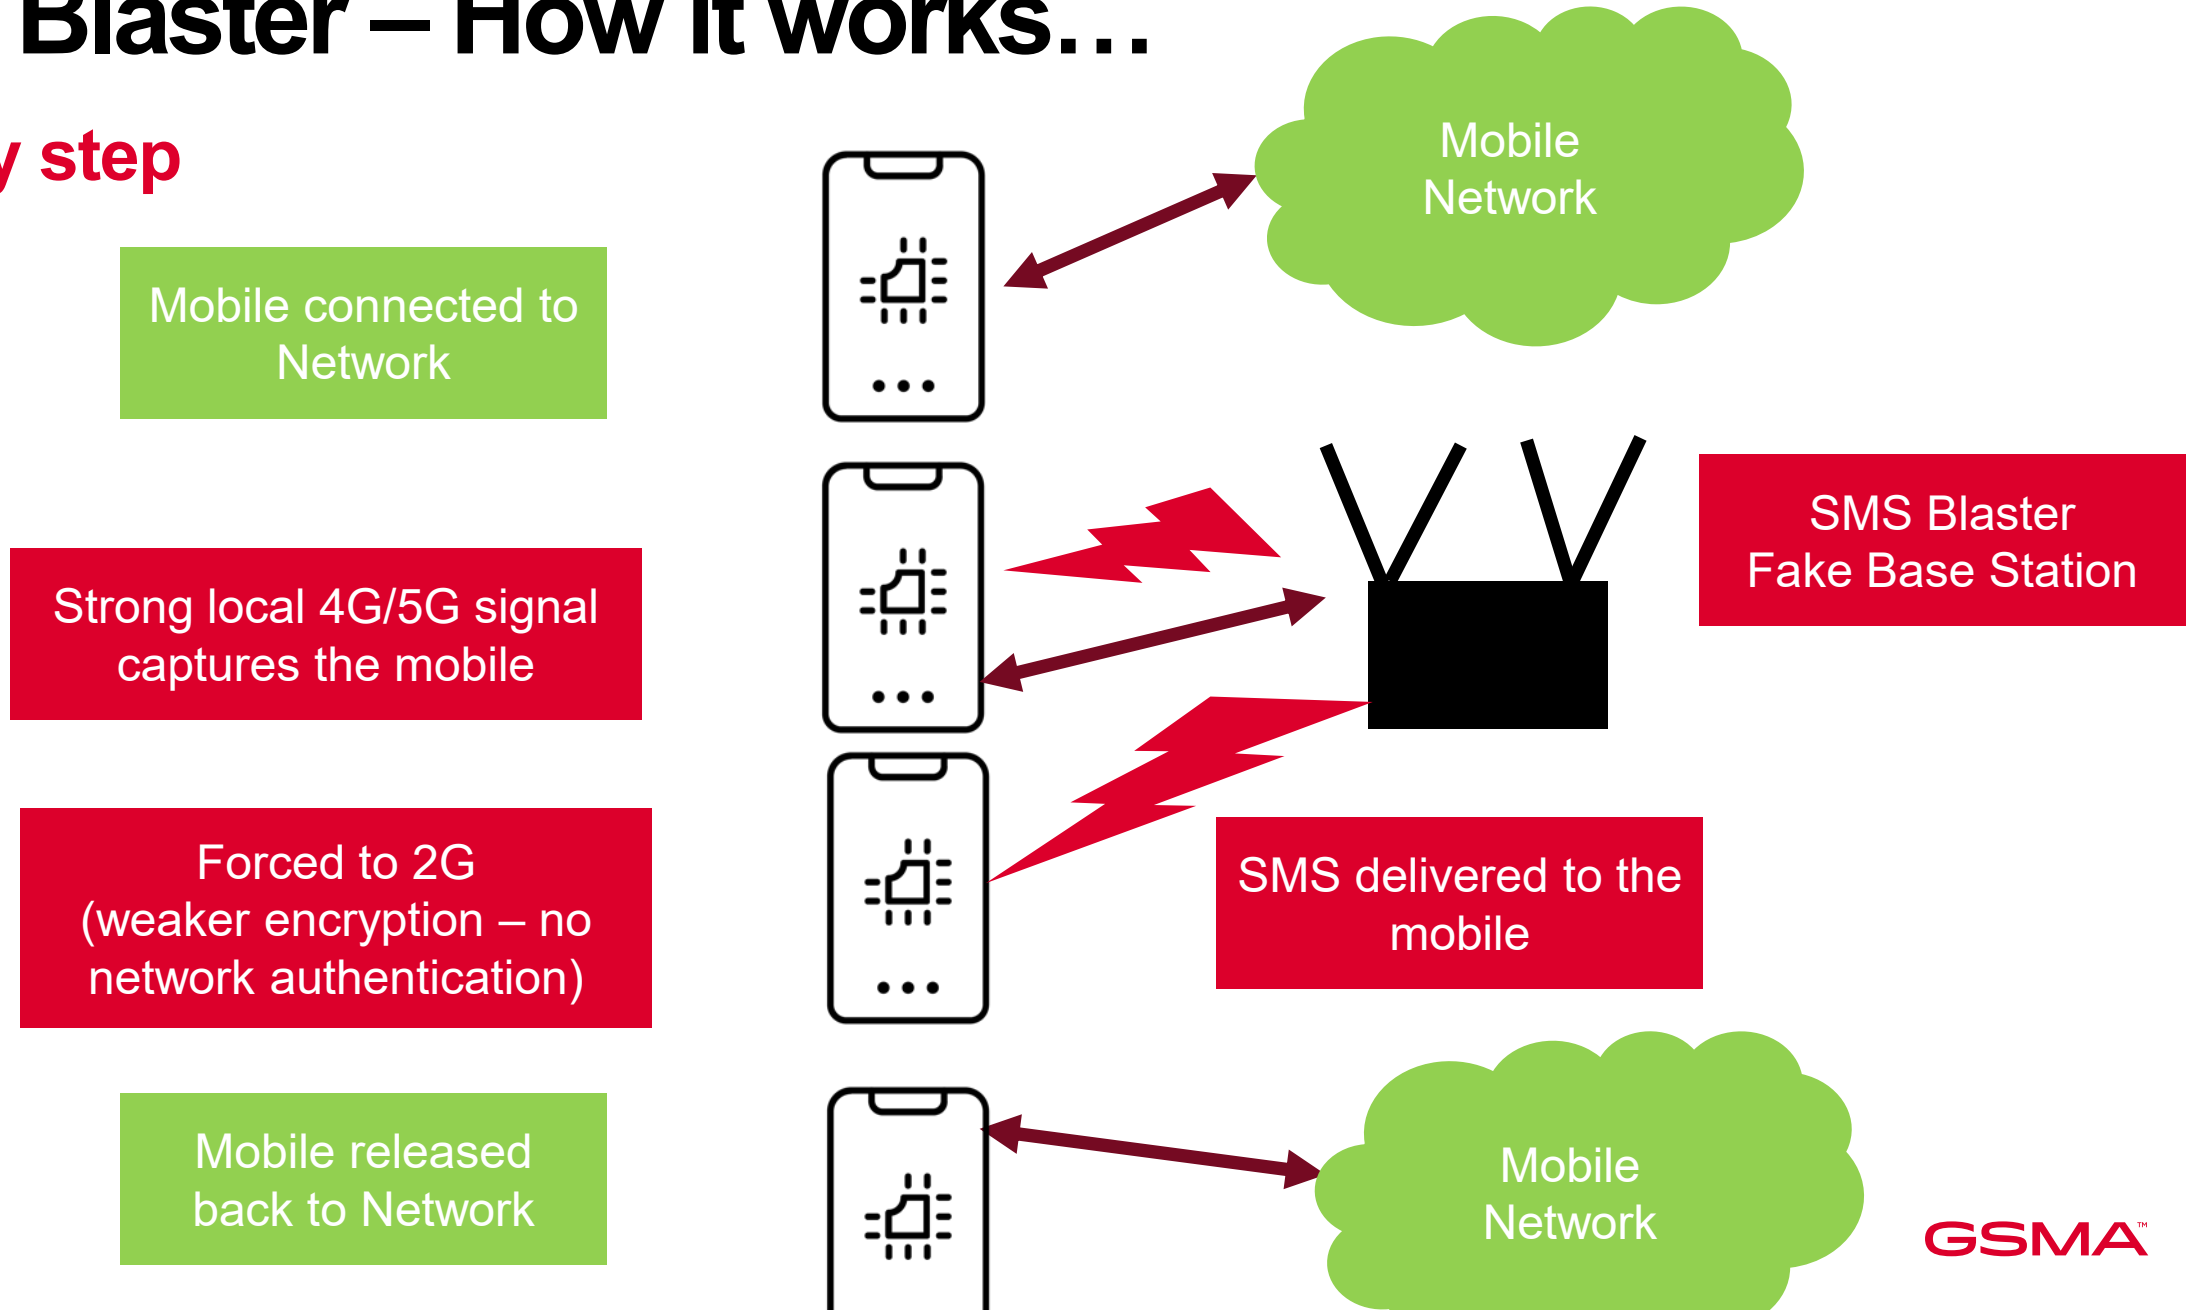 Blaster – How it works…
y step
Mobile
Network
Mobile connected to
Network
SMS Blaster
Fake Base Station
Strong local 4G/5G signal
captures the mobile
Forced to 2G
(weaker encryption – no
network authentication)
SMS delivered to the
mobile
Mobile released
back to Network
Mobile
Network
GSMA™